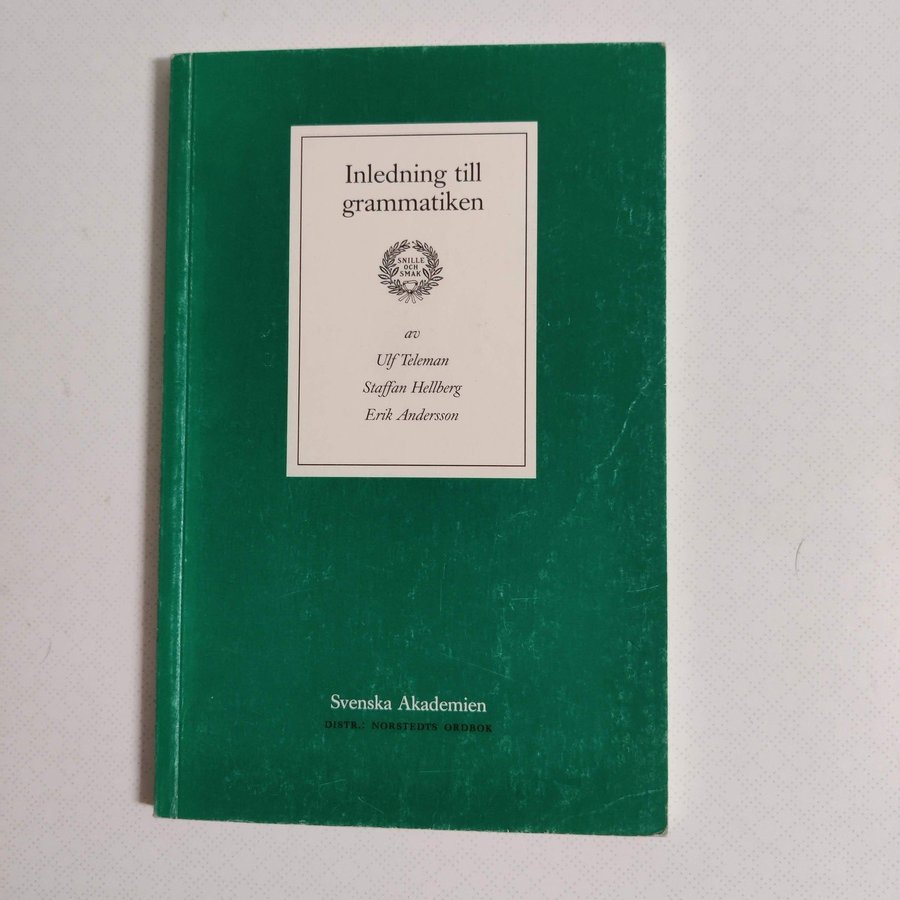 Inledning till
grammatiken
SNILLE
OCH
SMAK
av
Ulf Teleman
Staffan Hellberg
Erik Andersson
Svenska Akademien
DISTR.: NORSTEDTS ORDBOK